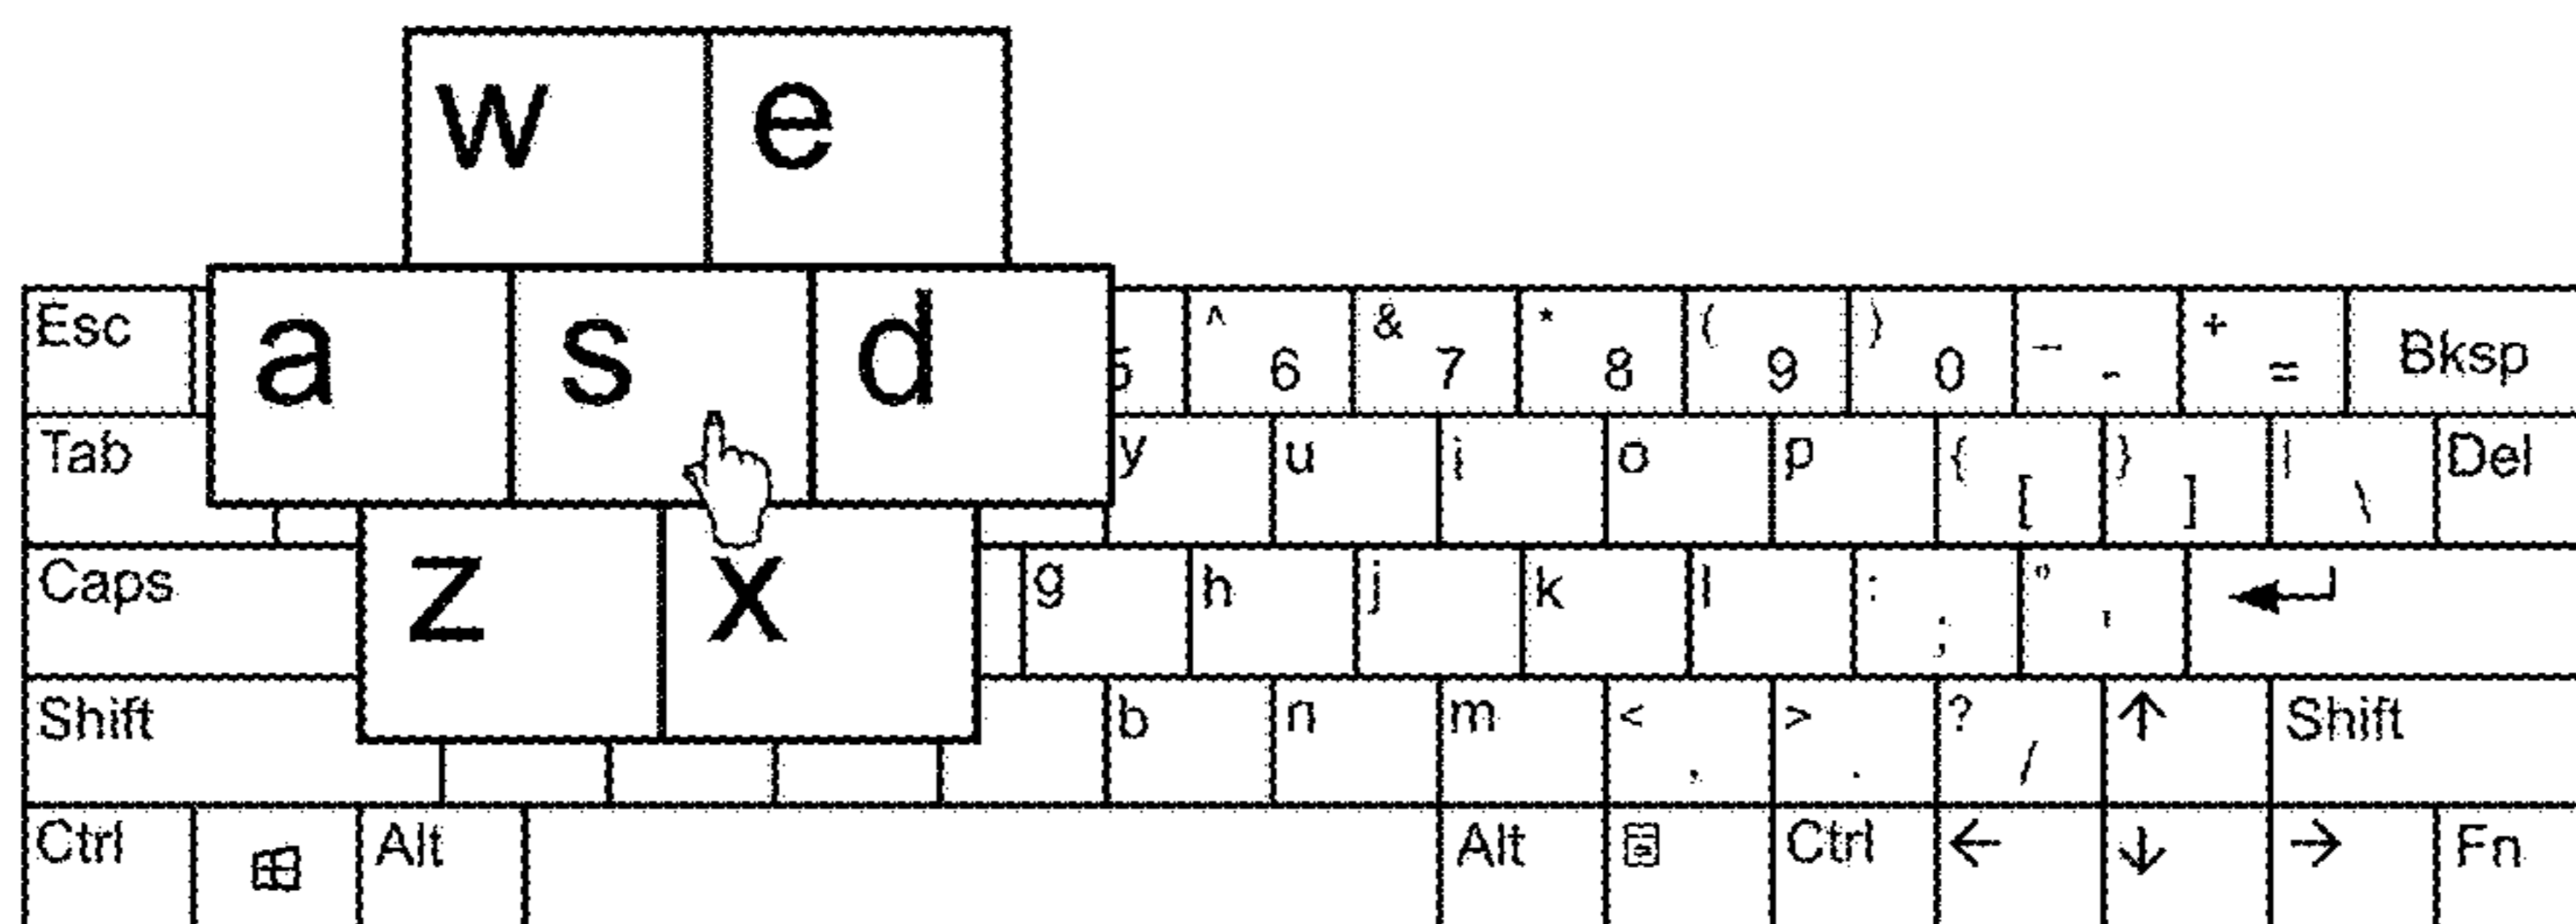 w e
a s d
z x
Esc 5 ^ 6 & 7 * 8 ( 9 ) 0 _ - + = Bksp
Tab y u i o p { [ } ] | \ Del
Caps g h j k l : ; " '
Shift b n m < , > . ? / ↑ Shift
Ctrl Alt Alt Ctrl ← ↓ → Fn